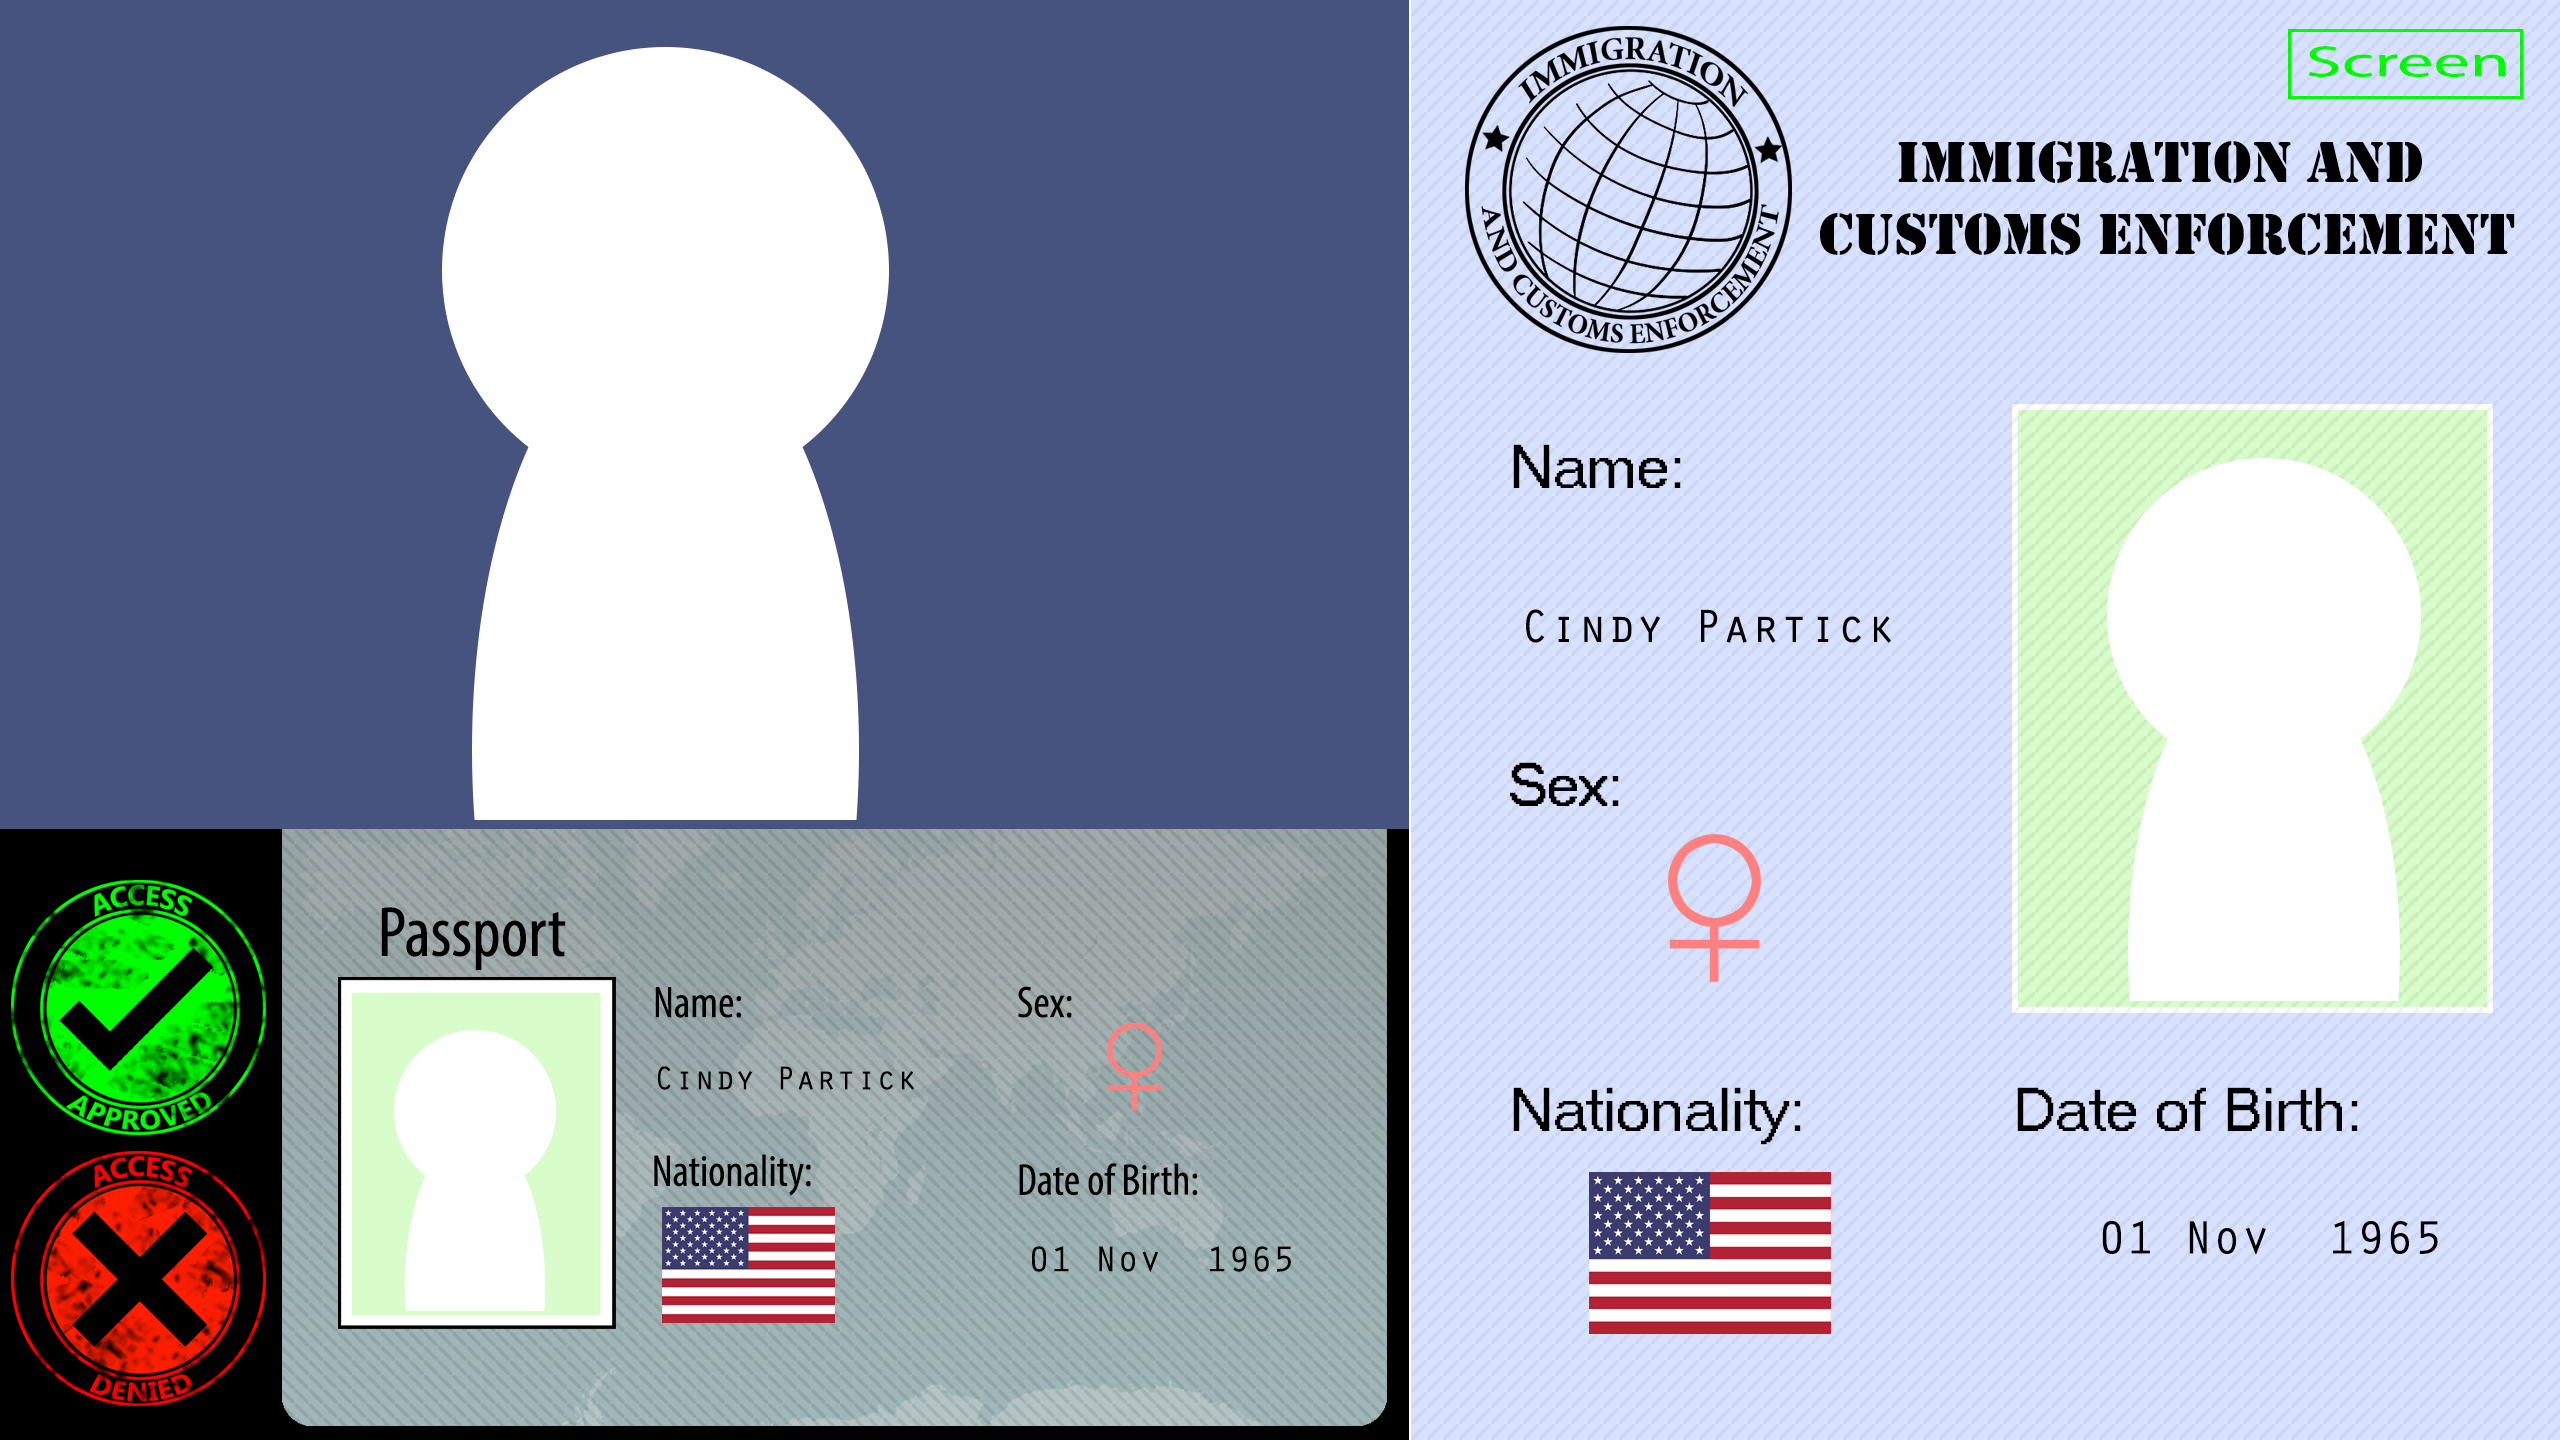 Screen
IMMIGRATION
AND CUSTOMS ENFORCEMENT
IMMIGRATION AND
CUSTOMS ENFORCEMENT
Name:
CINDY PARTICK
Sex:
Nationality:
Date of Birth:
01 Nov 1965
ACCESS
APPROVED
ACCESS
DENIED
Passport
Name:
Sex:
CINDY PARTICK
Nationality:
Date of Birth:
01 Nov 1965